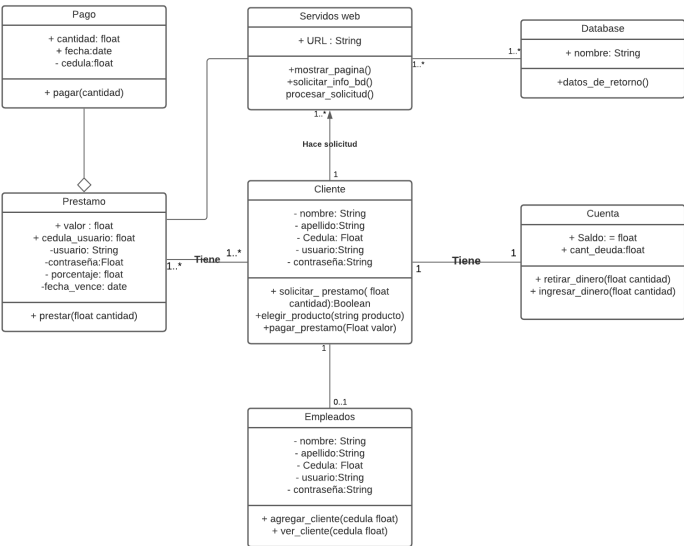 Pago
+ cantidad: float
+ fecha:date
- cedula:float
+ pagar(cantidad)
Servidos web
+ URL : String
+mostrar_pagina()
+solicitar_info_bd()
procesar_solicitud()
Database
+ nombre: String
+datos_de_retorno()
1..*
1..*
1..*
Hace solicitud
1
Prestamo
+ valor : float
+ cedula_usuario: float
-usuario: String
-contraseña:Float
- porcentaje: float
-fecha_vence: date
+ prestar(float cantidad)
1..*
Tiene
1..*
Cliente
- nombre: String
- apellido:String
- Cedula: Float
- usuario:String
- contraseña:String
+ solicitar_ prestamo( float
cantidad):Boolean
+elegir_producto(string producto)
+pagar_prestamo(Float valor)
1
Tiene
1
Cuenta
+ Saldo: = float
+ cant_deuda:float
+ retirar_dinero(float cantidad)
+ ingresar_dinero(float cantidad)
1
0..1
Empleados
- nombre: String
- apellido:String
- Cedula: Float
- usuario:String
- contraseña:String
+ agregar_cliente(cedula float)
+ ver_cliente(cedula float)